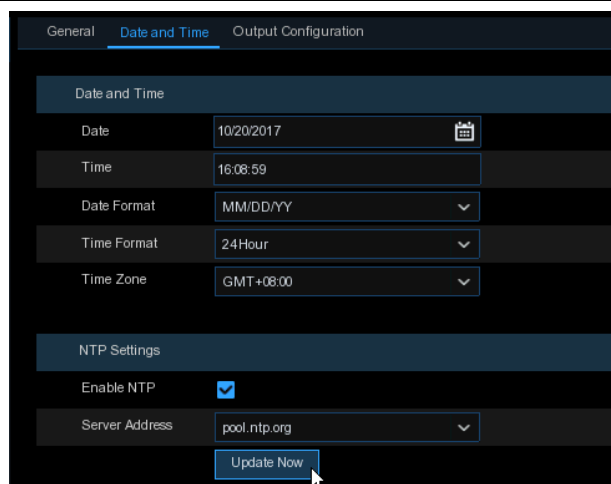 General Date and Time Output Configuration
Date and Time
Date 10/20/2017
Time 16:08:59
Date Format MM/DD/YY
Time Format 24Hour
Time Zone GMT+08:00
NTP Settings
Enable NTP
Server Address pool.ntp.org
Update Now